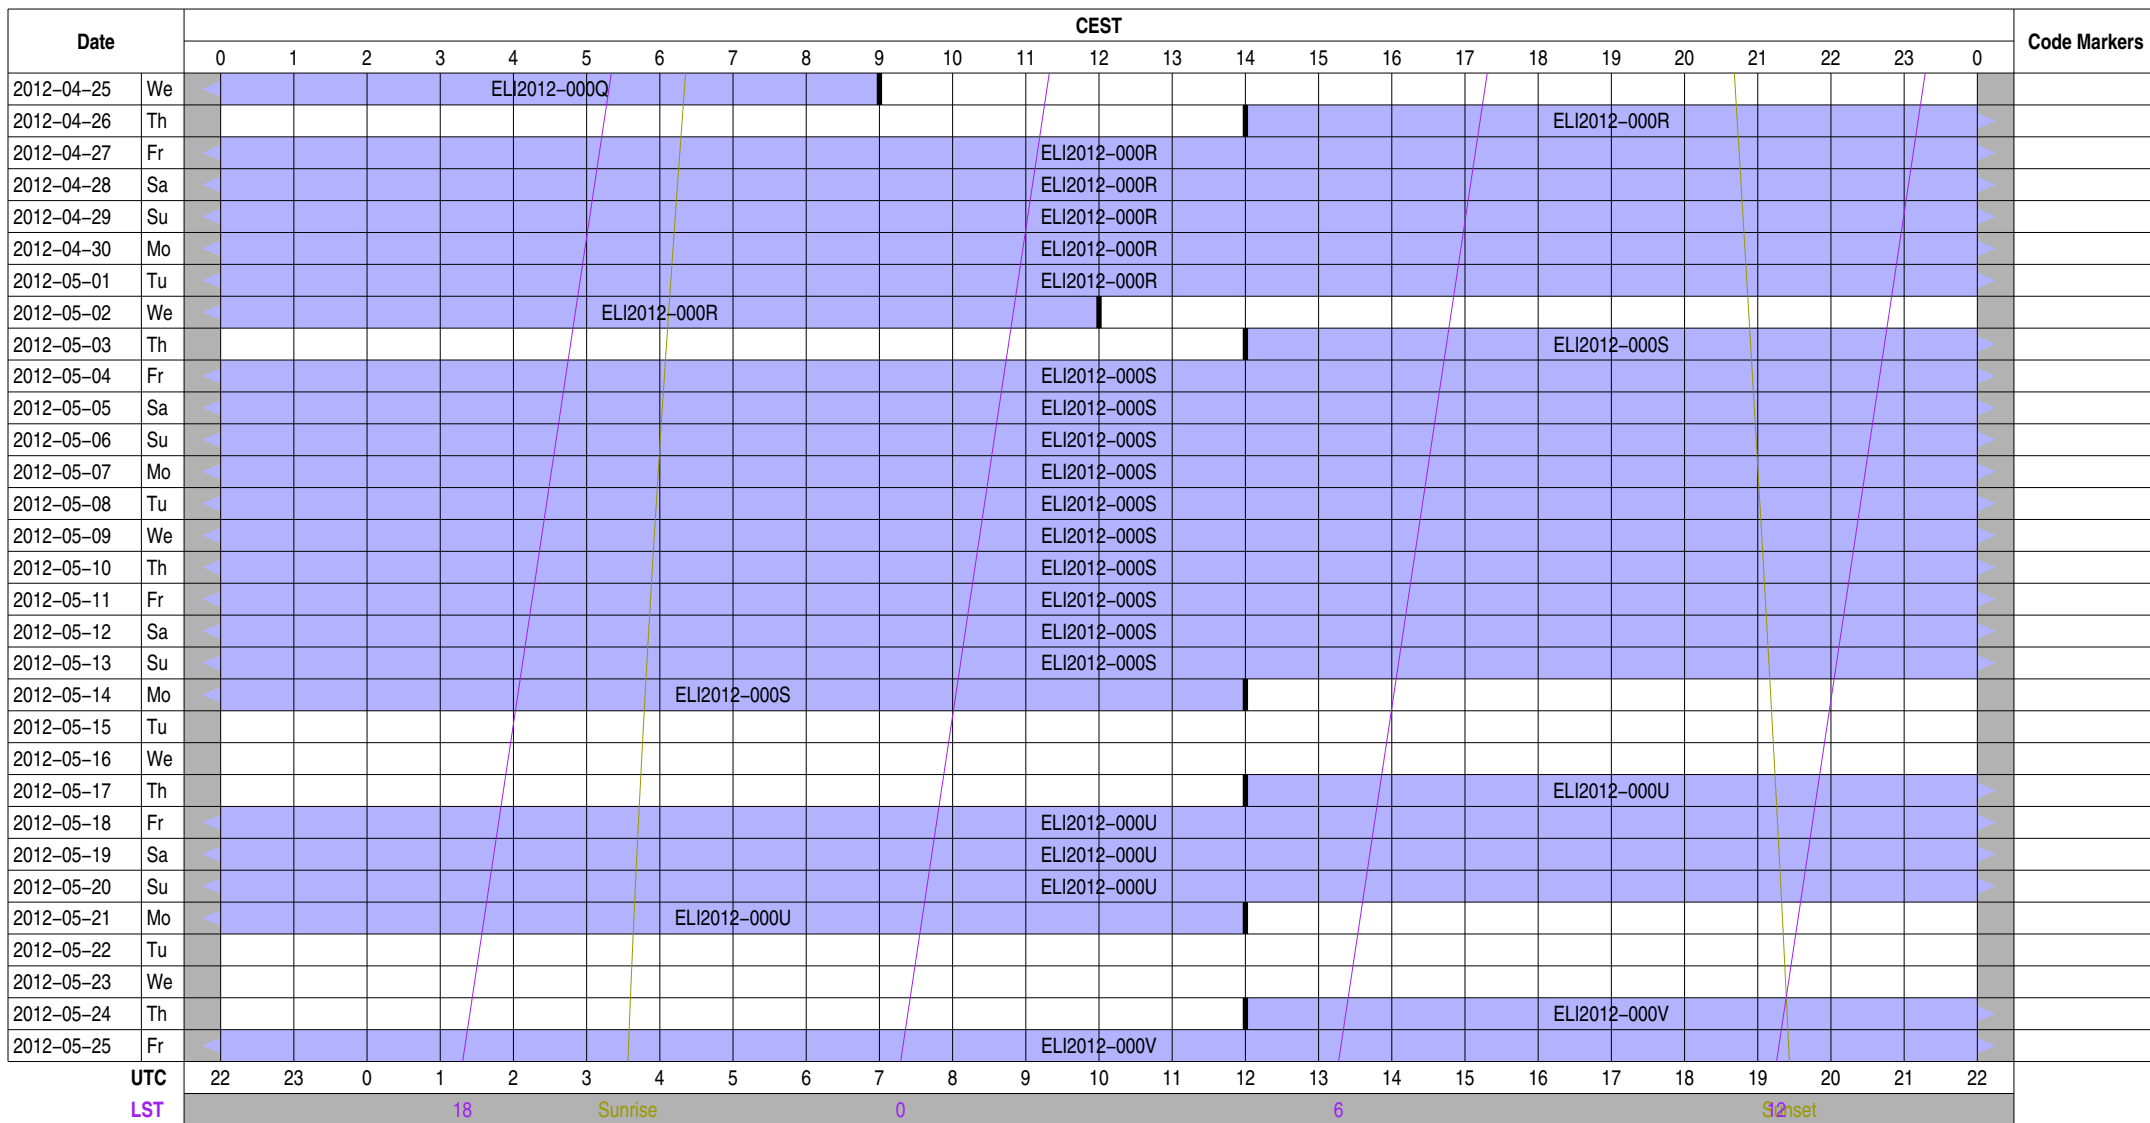 CEST
Date Code Markers
0 1 2 3 4 5 6 7 8 9 10 11 12 13 14 15 16 17 18 19 20 21 22 23 0
2012−04−25 We ELI2012−000Q
2012−04−26 Th ELI2012−000R
2012−04−27 Fr ELI2012−000R
2012−04−28 Sa ELI2012−000R
2012−04−29 Su ELI2012−000R
2012−04−30 Mo ELI2012−000R
2012−05−01 Tu ELI2012−000R
2012−05−02 We ELI2012−000R
2012−05−03 Th ELI2012−000S
2012−05−04 Fr ELI2012−000S
2012−05−05 Sa ELI2012−000S
2012−05−06 Su ELI2012−000S
2012−05−07 Mo ELI2012−000S
2012−05−08 Tu ELI2012−000S
2012−05−09 We ELI2012−000S
2012−05−10 Th ELI2012−000S
2012−05−11 Fr ELI2012−000S
2012−05−12 Sa ELI2012−000S
2012−05−13 Su ELI2012−000S
2012−05−14 Mo ELI2012−000S
2012−05−15 Tu
2012−05−16 We
2012−05−17 Th ELI2012−000U
2012−05−18 Fr ELI2012−000U
2012−05−19 Sa ELI2012−000U
2012−05−20 Su ELI2012−000U
2012−05−21 Mo ELI2012−000U
2012−05−22 Tu
2012−05−23 We
2012−05−24 Th ELI2012−000V
2012−05−25 Fr ELI2012−000V
UTC 22 23 0 1 2 3 4 5 6 7 8 9 10 11 12 13 14 15 16 17 18 19 20 21 22
LST 18 Sunrise 0 6 12 Sunset